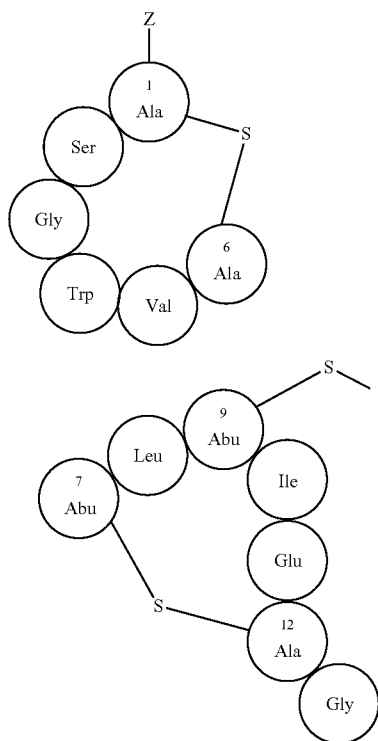 Z
1
Ala
S
Ser
Gly
6
Ala
Trp
Val
S
9
Abu
Leu
7
Abu
Ile
Glu
S
12
Ala
Gly